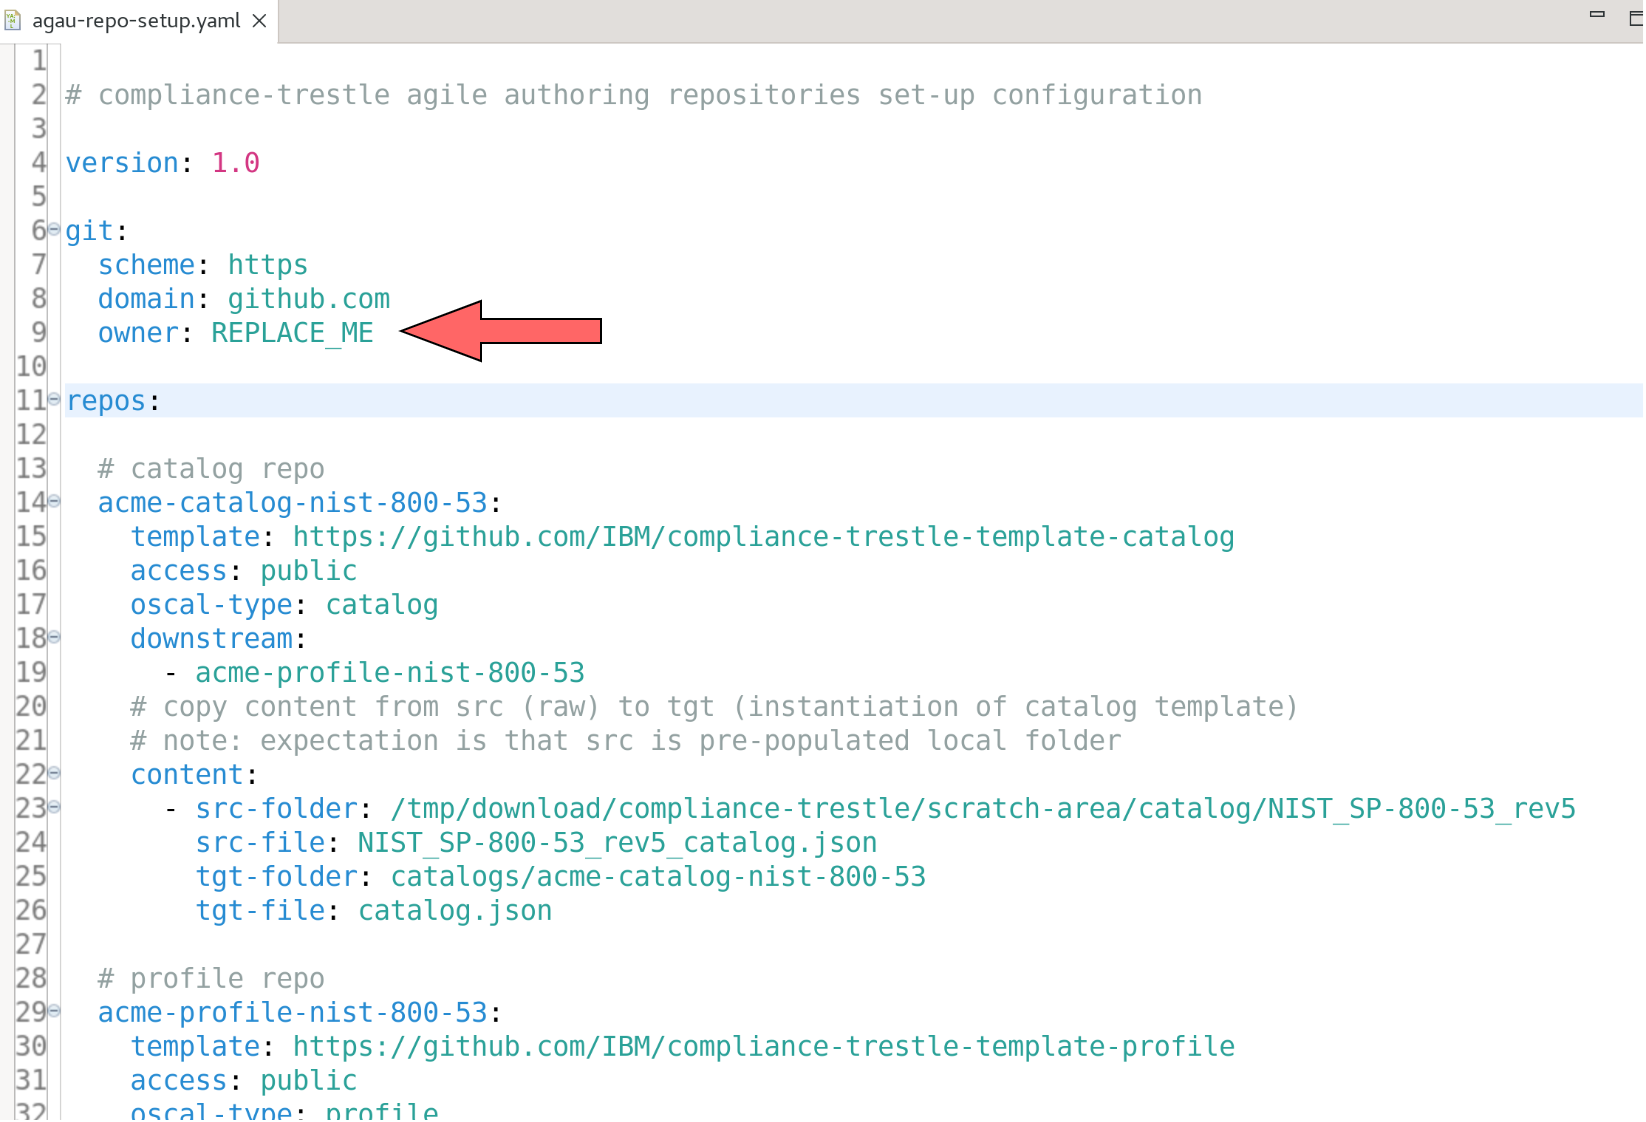 agau-repo-setup.yaml
1
2 # compliance-trestle agile authoring repositories set-up configuration
3
4 version: 1.0
5
6 git:
7   scheme: https
8   domain: github.com
9   owner: REPLACE_ME
10
11 repos:
12
13   # catalog repo
14   acme-catalog-nist-800-53:
15     template: https://github.com/IBM/compliance-trestle-template-catalog
16     access: public
17     oscal-type: catalog
18     downstream:
19       - acme-profile-nist-800-53
20     # copy content from src (raw) to tgt (instantiation of catalog template)
21     # note: expectation is that src is pre-populated local folder
22     content:
23       - src-folder: /tmp/download/compliance-trestle/scratch-area/catalog/NIST_SP-800-53_rev5
24         src-file: NIST_SP-800-53_rev5_catalog.json
25         tgt-folder: catalogs/acme-catalog-nist-800-53
26         tgt-file: catalog.json
27
28   # profile repo
29   acme-profile-nist-800-53:
30     template: https://github.com/IBM/compliance-trestle-template-profile
31     access: public
32     oscal-type: profile